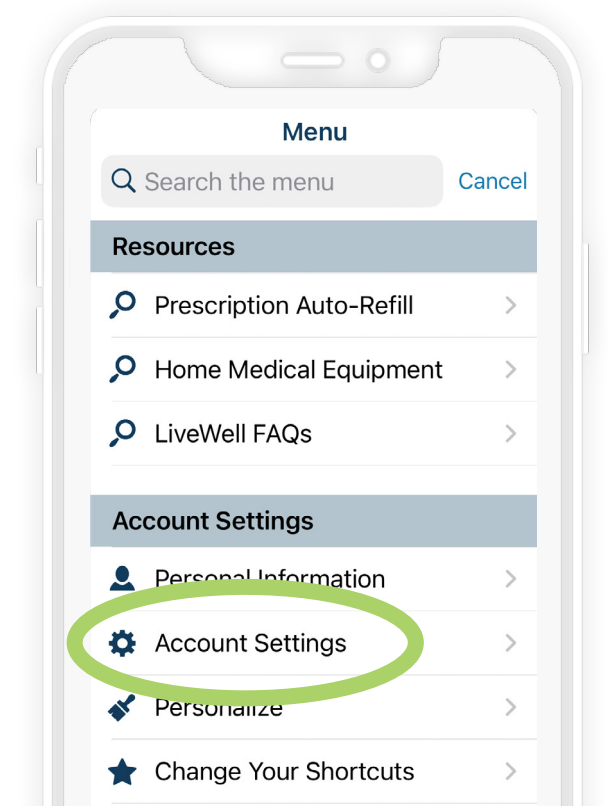 Menu
Search the menu
Cancel
Resources
Prescription Auto-Refill
Home Medical Equipment
LiveWell FAQs
Account Settings
Personal Information
Account Settings
Personalize
Change Your Shortcuts